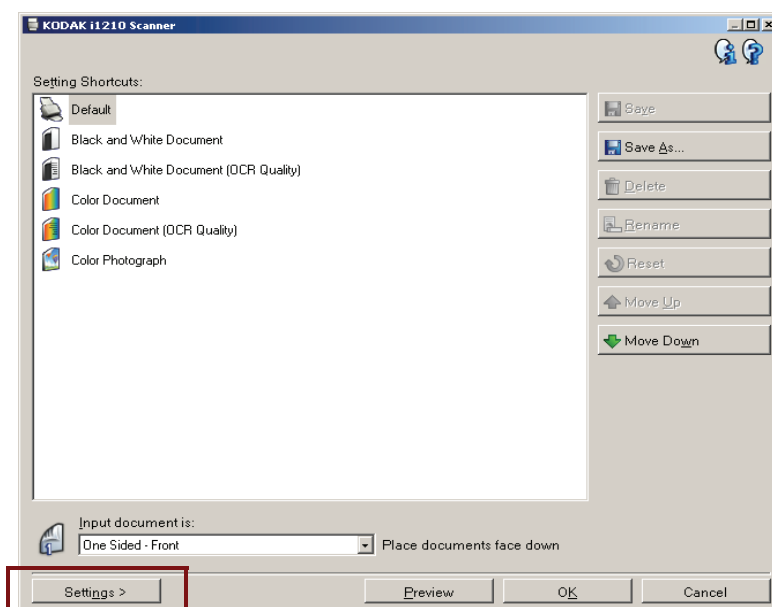 KODAK i1210 Scanner
Setting Shortcuts:
Default
Black and White Document
Black and White Document (OCR Quality)
Color Document
Color Document (OCR Quality)
Color Photograph
Save
Save As...
Delete
Rename
Reset
Move Up
Move Down
Input document is:
One Sided - Front
Place documents face down
Settings >
Preview
OK
Cancel